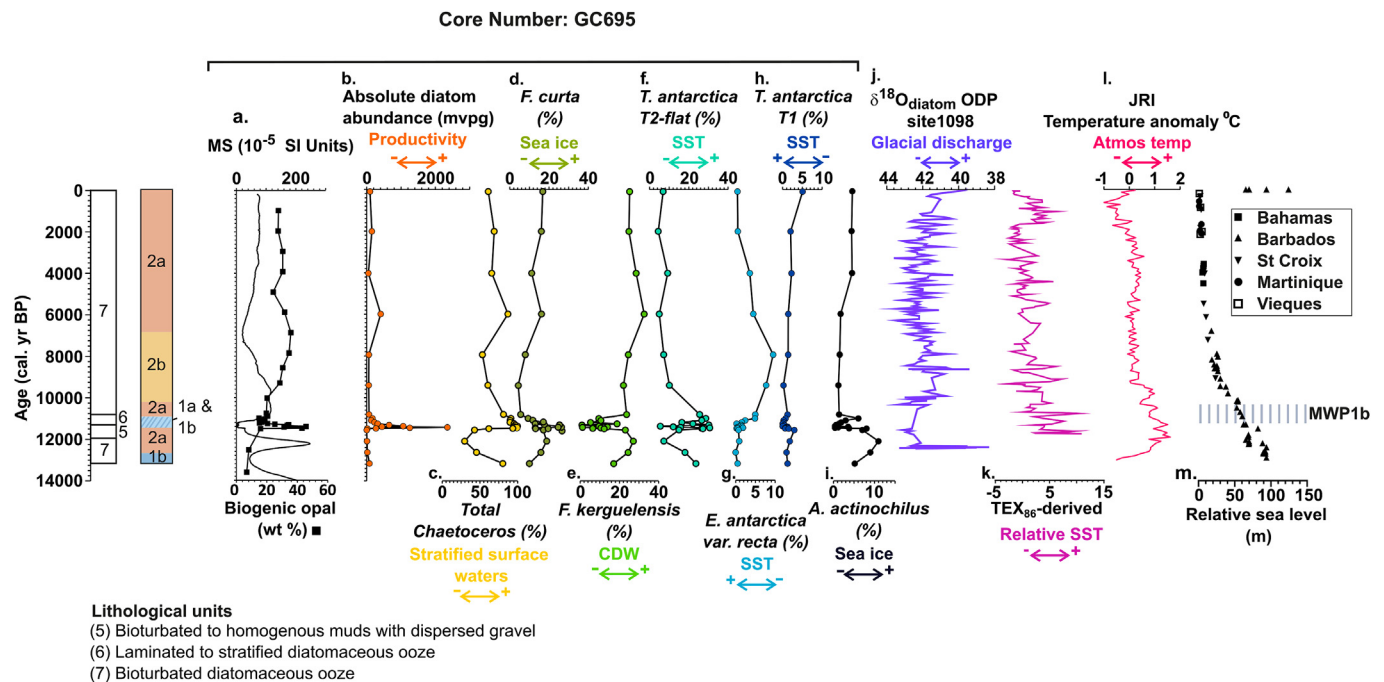 Core Number: GC695
a.
MS (10⁻⁵ SI Units)
0 200
b.
Absolute diatom
abundance (mvpg)
Productivity
- +
0 2000
d.
F. curta
(%)
Sea ice
- +
0 20 40
f.
T. antarctica
T2-flat (%)
SST
- +
0 20 40
h.
T. antarctica
T1 (%)
SST
+ -
0 5 10
j.
δ¹⁸Odiatom ODP
site1098
Glacial discharge
- +
44 42 40 38
l.
JRI
Temperature anomaly ⁰C
Atmos temp
- +
-1 0 1 2
Age (cal. yr BP)
0
2000
4000
6000
8000
10000
12000
14000
7
6
5
7
2a
2b
2a
1a &
1b
2a
1b
Bahamas
Barbados
St Croix
Martinique
Vieques
MWP1b
0 20 40 60
Biogenic opal
(wt %)
c.
0 50 100
Total
Chaetoceros (%)
Stratified surface
waters
- +
e.
0 20 40
F. kerguelensis
(%)
CDW
- +
g.
0 5 10
E. antarctica
var. recta (%)
SST
+ -
i.
0 10
A. actinochilus
(%)
Sea ice
- +
k.
-5 5 15
TEX₈₆-derived
Relative SST
- +
m.
0 50 100 150
Relative sea level
(m)
Lithological units
(5) Bioturbated to homogenous muds with dispersed gravel
(6) Laminated to stratified diatomaceous ooze
(7) Bioturbated diatomaceous ooze